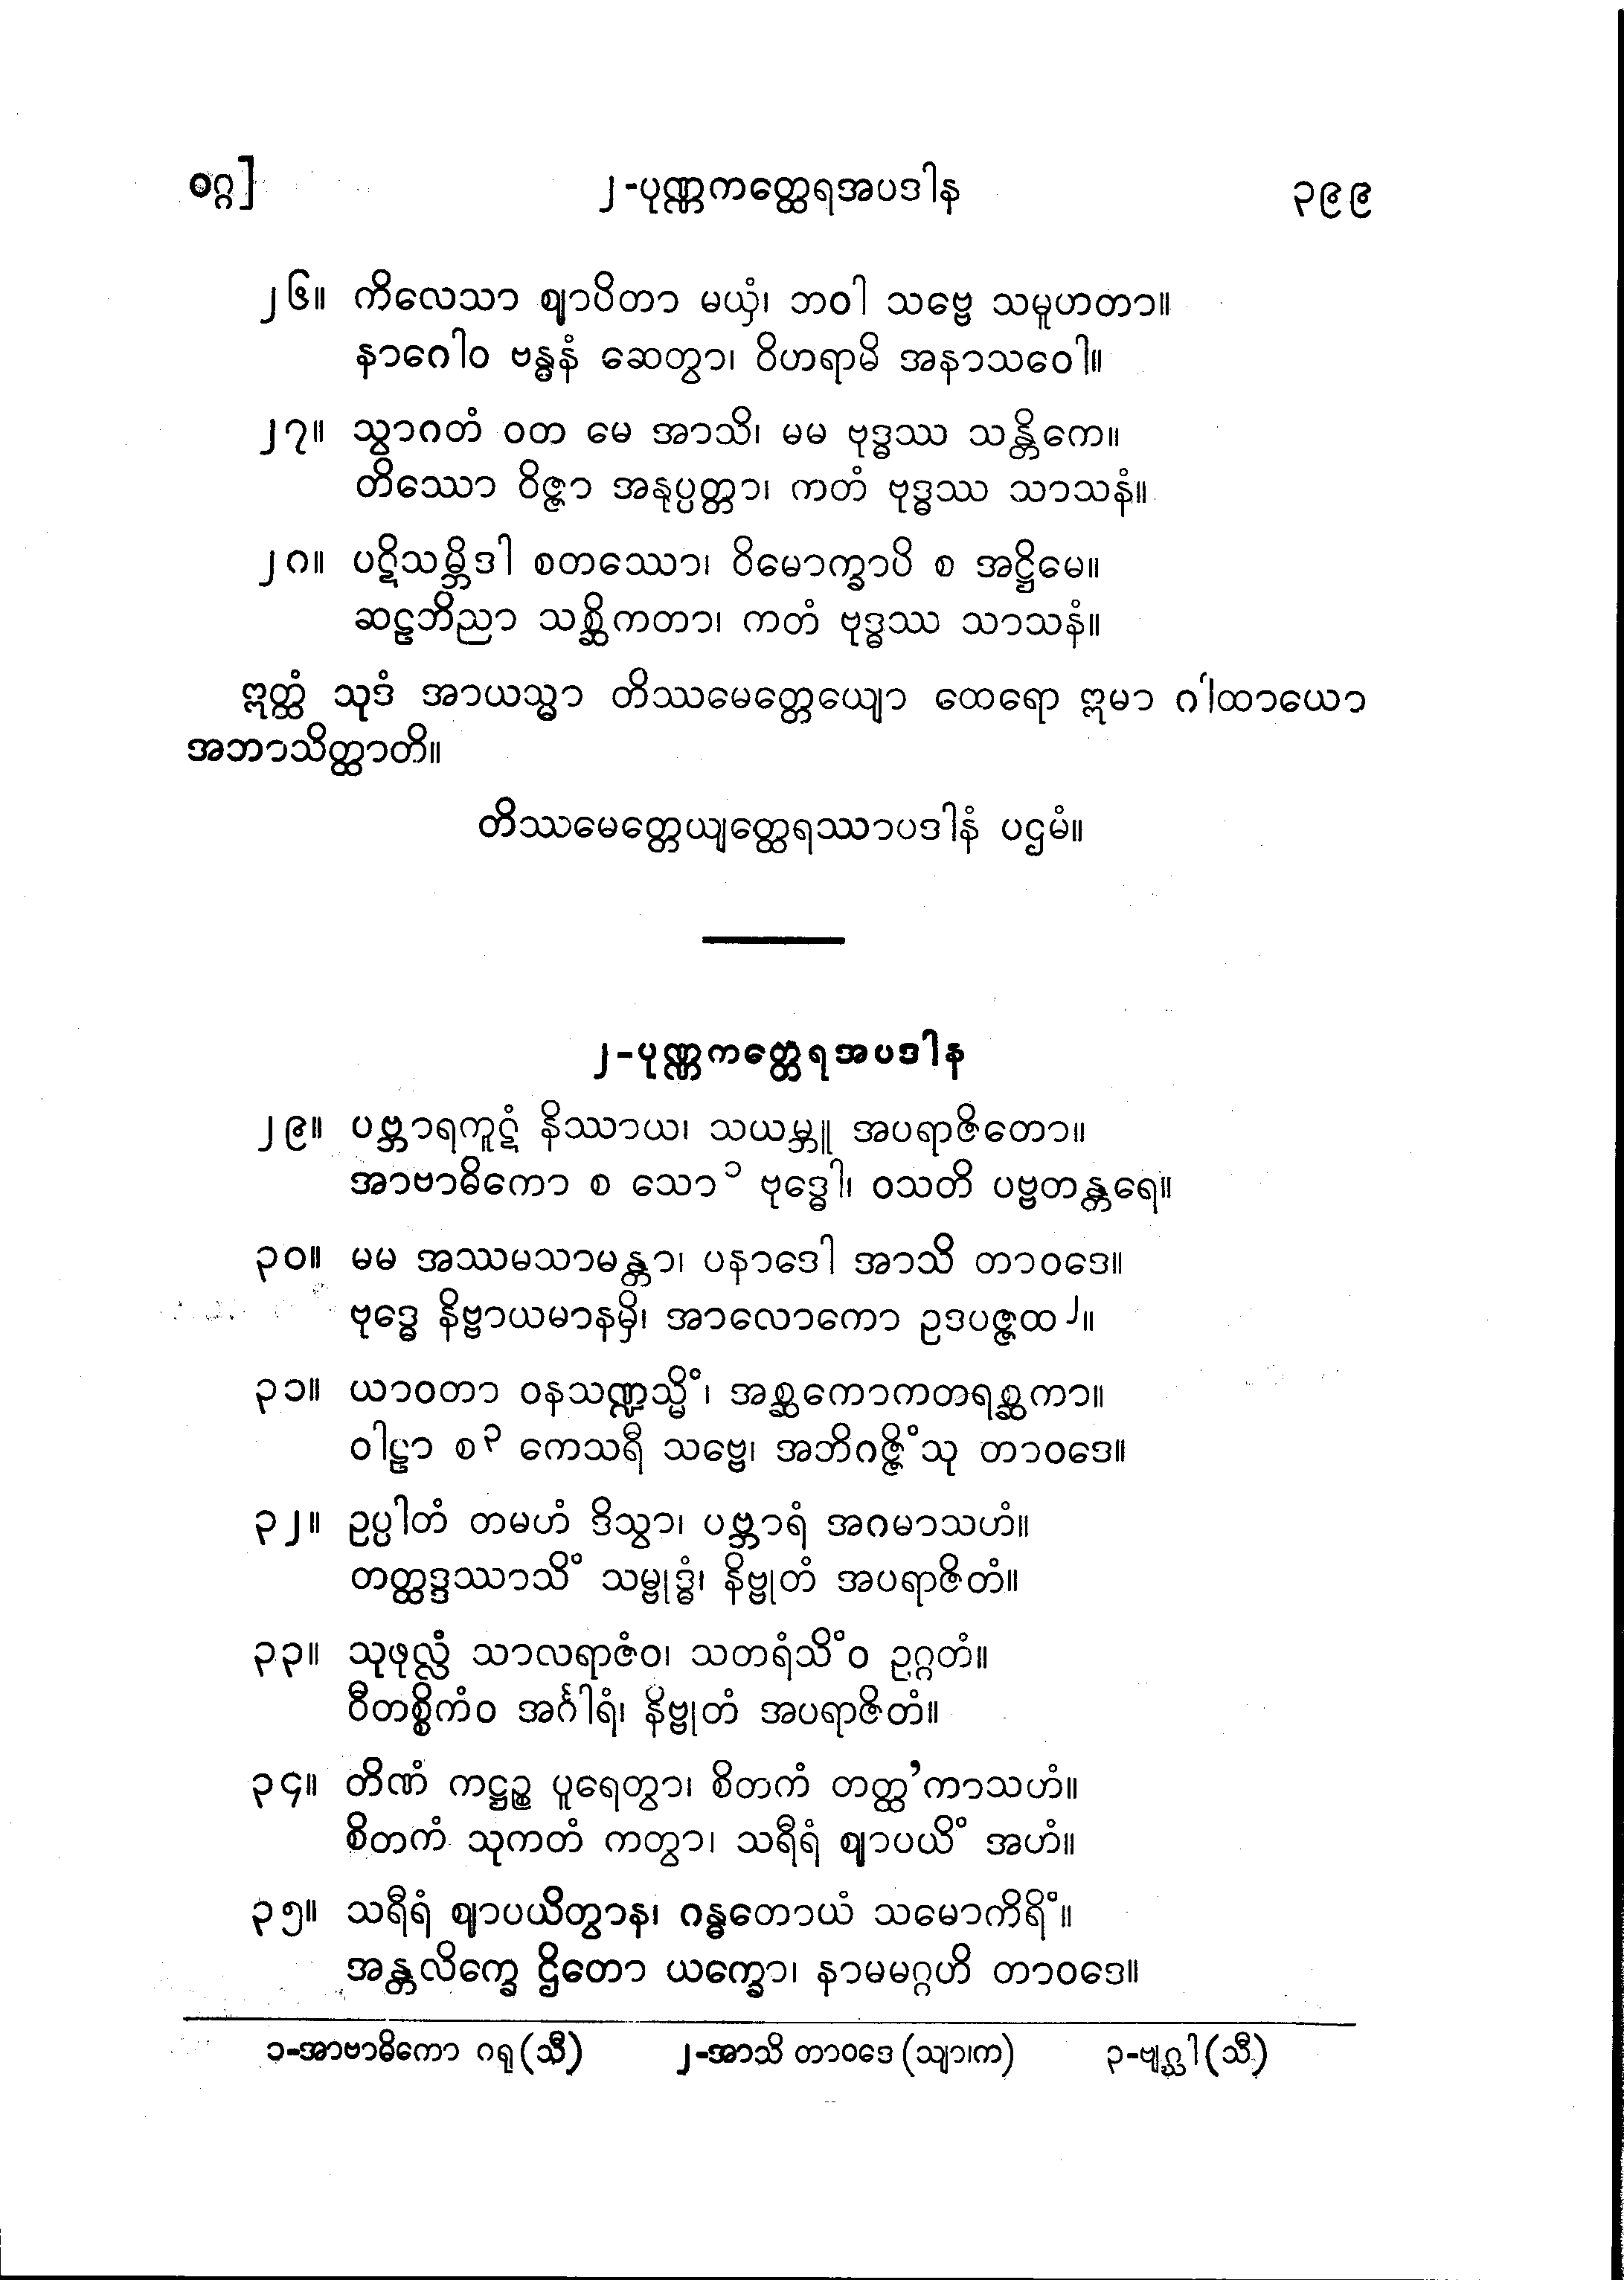 ဝဂ္ဂ]
၂-ပုဏ္ဏကတ္ထေရအပဒါန
၃၉၉
၂၆။ ကိလေသာ ဈာပိတာ မယှံ၊ ဘဝါ သဗ္ဗေ သမူဟတာ။
နာဂေါဝ ဗန္ဓနံ ဆေတွာ၊ ဝိဟရာမိ အနာသဝေါ။
၂၇။ သွာဂတံ ဝတ မေ အာသိ၊ မမ ဗုဒ္ဓဿ သန္တိကေ။
တိဿော ဝိဇ္ဇာ အနုပ္ပတ္တာ၊ ကတံ ဗုဒ္ဓဿ သာသနံ။
၂၈။ ပဋိသမ္ဘိဒါ စတဿော၊ ဝိမောက္ခာပိ စ အဋ္ဌိမေ။
ဆဠဘိညာ သစ္ဆိကတာ၊ ကတံ ဗုဒ္ဓဿ သာသနံ။
ဣတ္ထံ သုဒံ အာယသ္မာ တိဿမေတ္တေယျော ထေရော ဣမာ ဂါထာယော
အဘာသိတ္ထာတိ။
တိဿမေတ္တေယျတ္ထေရဿာပဒါနံ ပဌမံ။
၂-ပုဏ္ဏကတ္ထေရအပဒါန
၂၉။ ပဗ္ဘာရကူဋံ နိဿာယ၊ သယမ္ဘူ အပရာဇိတော။
အာဗာဓိကော စ သော၁ ဗုဒ္ဓေါ၊ ဝသတိ ပဗ္ဗတန္တရေ။
၃၀။ မမ အဿမသာမန္တာ၊ ပနာဒေါ အာသိ တာဝဒေ။
ဗုဒ္ဓေ နိဗ္ဗာယမာနမှိ၊ အာလောကော ဥဒပဇ္ဇထ၂။
၃၁။ ယာဝတာ ဝနသဏ္ဍသ္မိံ၊ အစ္ဆကောကတရစ္ဆကာ။
ဝါဠာ စ၃ ကေသရီ သဗ္ဗေ၊ အဘိဂဇ္ဇိံသု တာဝဒေ။
၃၂။ ဥပ္ပါတံ တမဟံ ဒိသွာ၊ ပဗ္ဘာရံ အဂမာသဟံ။
တတ္ထဒ္ဒဿာသိံ သမ္ဗုဒ္ဓံ၊ နိဗ္ဗုတံ အပရာဇိတံ။
၃၃။ သုဖုလ္လံ သာလရာဇံဝ၊ သတရံသိံဝ ဥဂ္ဂတံ။
ဝီတစ္စိကံဝ အင်္ဂါရံ၊ နိဗ္ဗုတံ အပရာဇိတံ။
၃၄။ တိဏံ ကဋ္ဌဉ္စ ပူရေတွာ၊ စိတကံ တတ္ထ’ကာသဟံ။
စိတကံ သုကတံ ကတွာ၊ သရီရံ ဈာပယိံ အဟံ။
၃၅။ သရီရံ ဈာပယိတွာန၊ ဂန္ဓတောယံ သမောကိရိံ။
အန္တလိက္ခေ ဌိတော ယက္ခော၊ နာမမဂ္ဂဟိ တာဝဒေ။
၁-အာဗာဓိကော ဂရု (သီ) ၂-အာသိ တာဝဒေ (သျာ၊က) ၃-ဗျဂ္ဃါ (သီ)